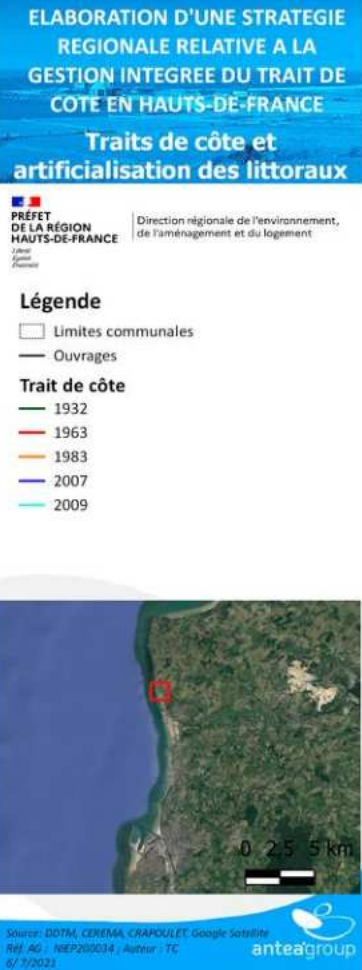 ELABORATION D'UNE STRATEGIE
REGIONALE RELATIVE A LA
GESTION INTEGREE DU TRAIT DE
COTE EN HAUTS-DE-FRANCE
Traits de côte et
artificialisation des littoraux
PRÉFET
DE LA RÉGION
HAUTS-DE-FRANCE
Liberté
Égalité
Fraternité
Direction régionale de l'environnement,
de l'aménagement et du logement
Légende
Limites communales
Ouvrages
Trait de côte
1932
1963
1983
2007
2009
0 2,5 5 km
Source: DDTM, CEREMA, CRAPOULET, Google Satellite
Réf. AG : NIEP200034 ; Auteur : TC
6/ 7/2021
anteagroup